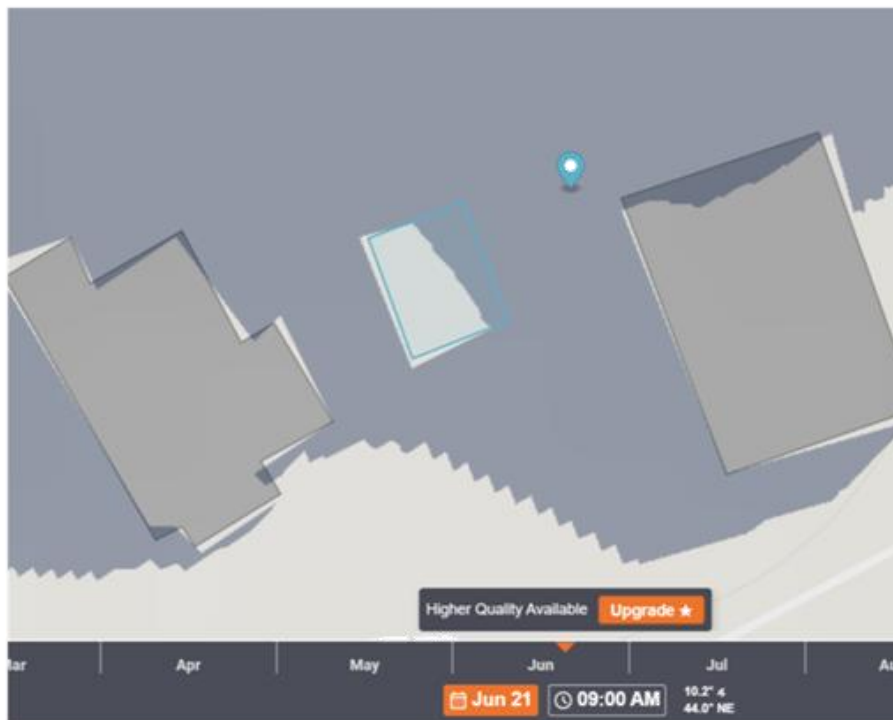 Higher Quality Available Upgrade ★
Apr May Jun Jul
Jun 21 09:00 AM
10.2°
44.0° NE